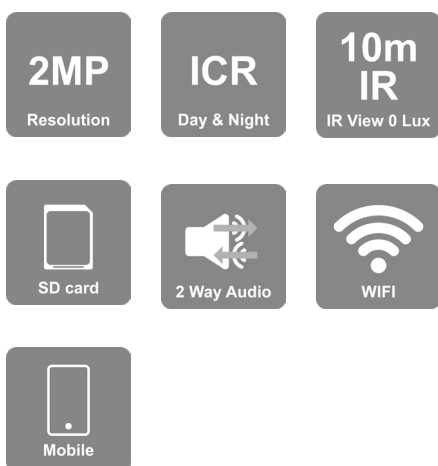 2MP
Resolution
ICR
Day & Night
10m
IR
IR View 0 Lux
SD card
2 Way Audio
WIFI
Mobile